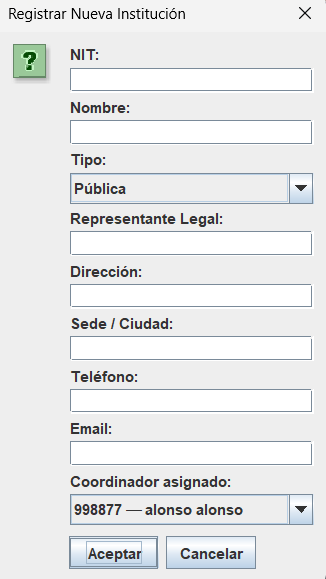 Registrar Nueva Institución
NIT:
Nombre:
Tipo:
Pública
Representante Legal:
Dirección:
Sede / Ciudad:
Teléfono:
Email:
Coordinador asignado:
998877 — alonso alonso
Aceptar Cancelar